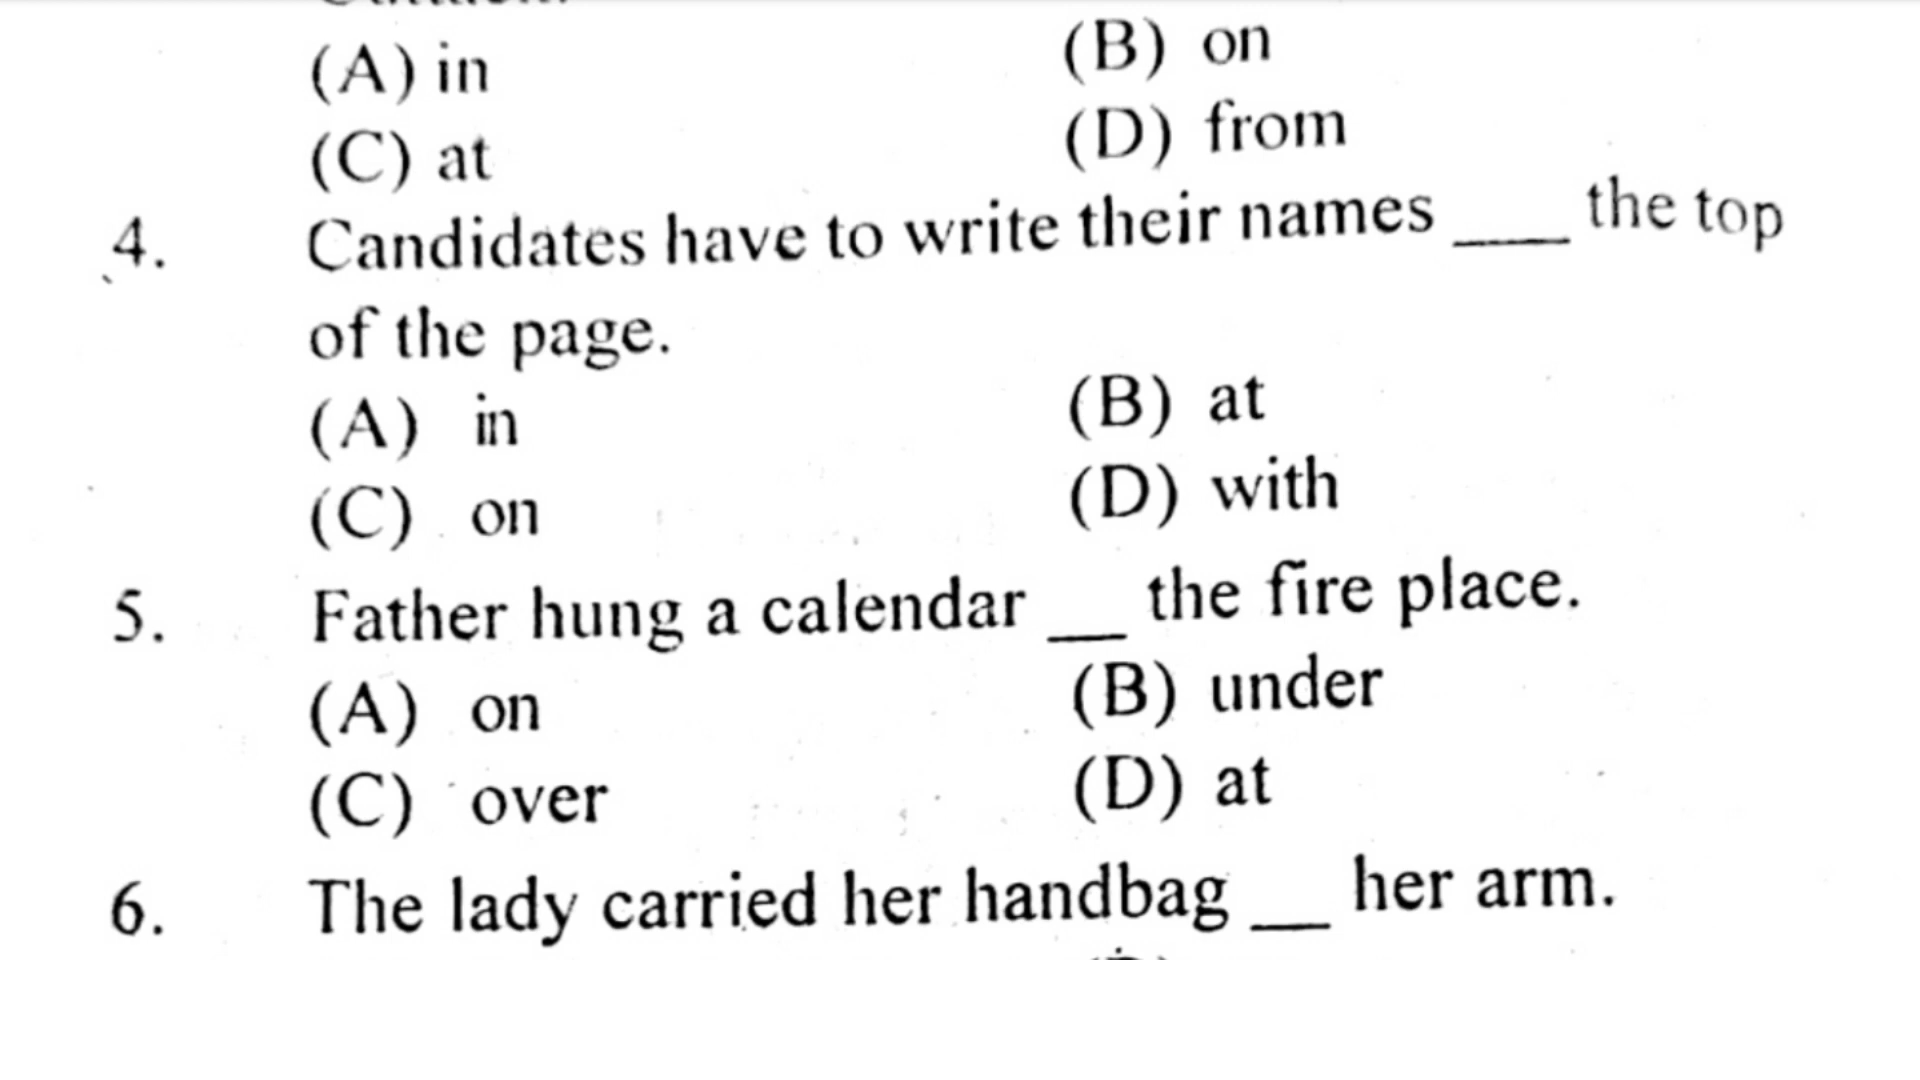 (A) in (B) on
(C) at (D) from
4. Candidates have to write their names ___ the top
of the page.
(A) in (B) at
(C) on (D) with
5. Father hung a calendar __ the fire place.
(A) on (B) under
(C) over (D) at
6. The lady carried her handbag __ her arm.